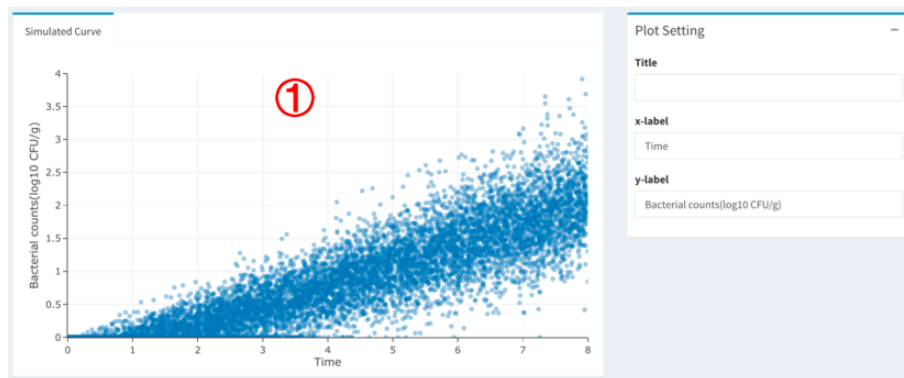 Simulated Curve
①
4
3.5
3
2.5
2
1.5
1
0.5
0
Bacterial counts(log10 CFU/g)
0 1 2 3 4 5 6 7 8
Time
Plot Setting −
Title
x-label
Time
y-label
Bacterial counts(log10 CFU/g)